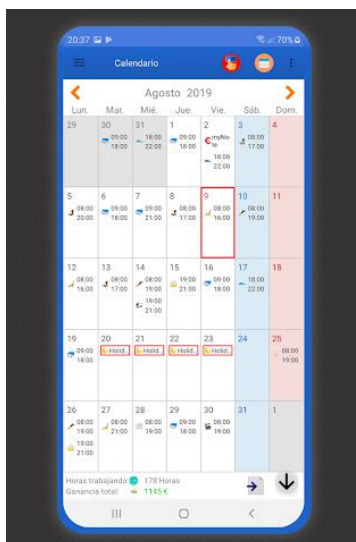 20:37 70%
Calendario
Agosto 2019
Lun. Mar. Mié. Jue. Vie. Sáb. Dom.
29 30 31 1 2 3 4
09:00 18:00 09:00 myNo- 08:00
18:00 22:00 18:00 te 17:00
18:00
22:00
5 6 7 8 9 10 11
08:00 09:00 09:00 08:00 08:00 08:00
20:00 18:00 21:00 17:00 16:00 19:00
12 13 14 15 16 17 18
08:00 08:00 08:00 19:00 09:00 18:00
16:00 17:00 19:00 21:00 18:00 22:00
19:00
21:00
19 20 21 22 23 24 25
09:00 Holid. Holid. Holid. Holid. 08:00
18:00 19:00
26 27 28 29 30 31 1
08:00 08:00 08:00 09:00 08:00
19:00 21:00 19:00 18:00 19:00
19:00
21:00
Horas trabajando 178 Horas
Ganancia total: 1145 €